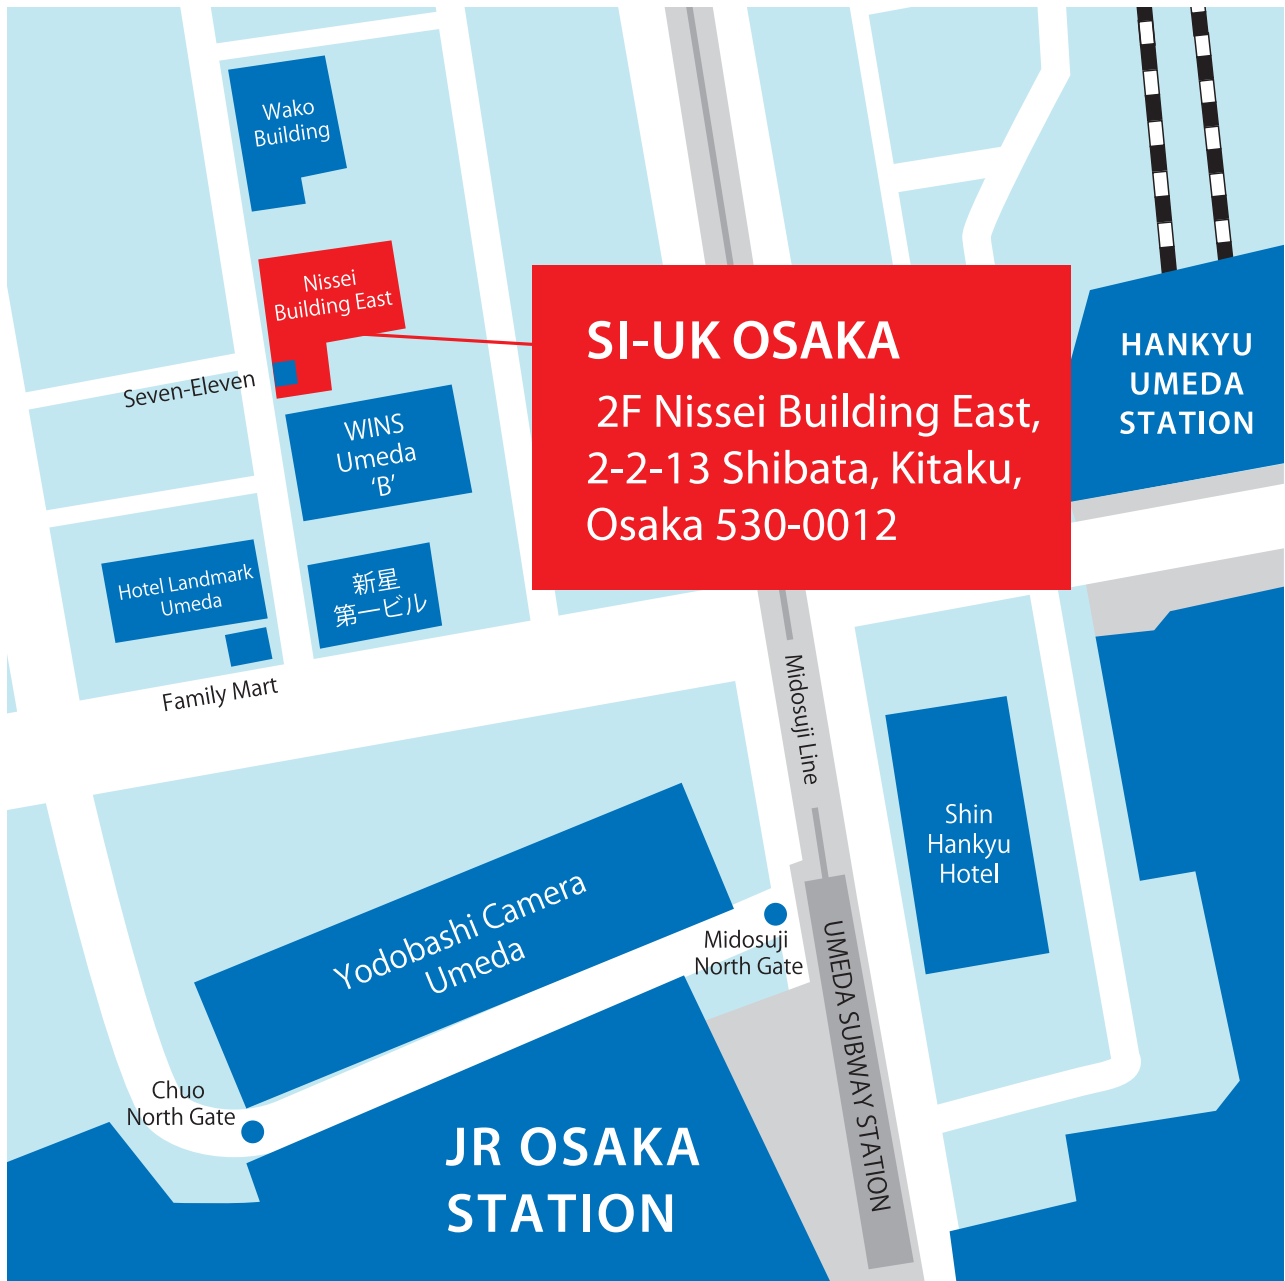 Wako
Building
Nissei
Building East
SI-UK OSAKA
2F Nissei Building East,
2-2-13 Shibata, Kitaku,
Osaka 530-0012
HANKYU
UMEDA
STATION
Seven-Eleven
WINS
Umeda
‘B’
Hotel Landmark
Umeda
新星
第一ビル
Family Mart
Midosuji Line
Shin
Hankyu
Hotel
Yodobashi Camera
Umeda
Midosuji
North Gate
UMEDA SUBWAY STATION
Chuo
North Gate
JR OSAKA
STATION